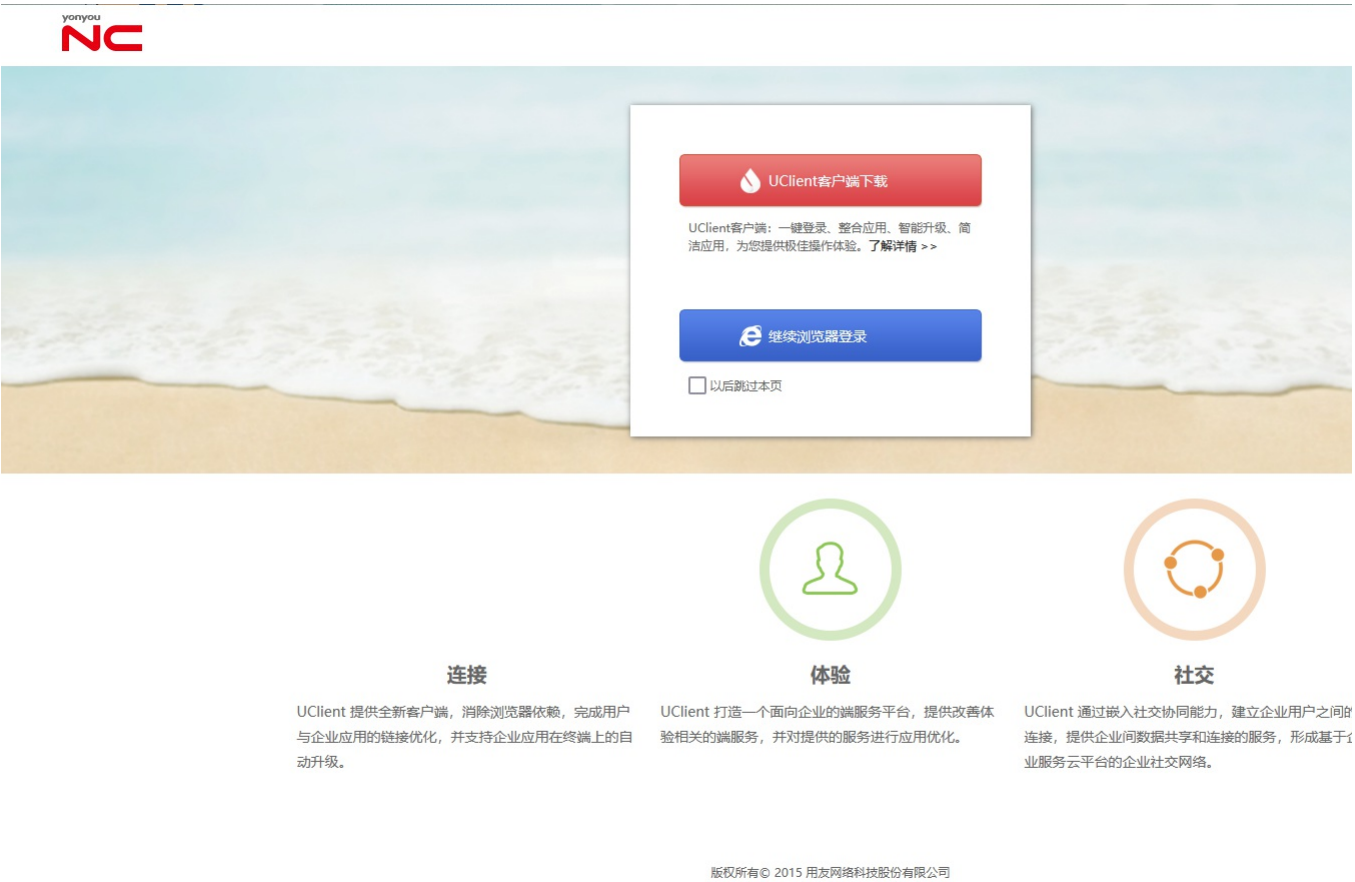 yonyou
NC
UClient客户端下载
UClient客户端：一键登录、整合应用、智能升级、简
洁应用，为您提供极佳操作体验。了解详情 >>
继续浏览器登录
以后跳过本页
连接
UClient 提供全新客户端，消除浏览器依赖，完成用户
与企业应用的链接优化，并支持企业应用在终端上的自
动升级。
体验
UClient 打造一个面向企业的端服务平台，提供改善体
验相关的端服务，并对提供的服务进行应用优化。
社交
UClient 通过嵌入社交协同能力，建立企业用户之间的
连接，提供企业间数据共享和连接的服务，形成基于企
业服务云平台的企业社交网络。
版权所有© 2015 用友网络科技股份有限公司